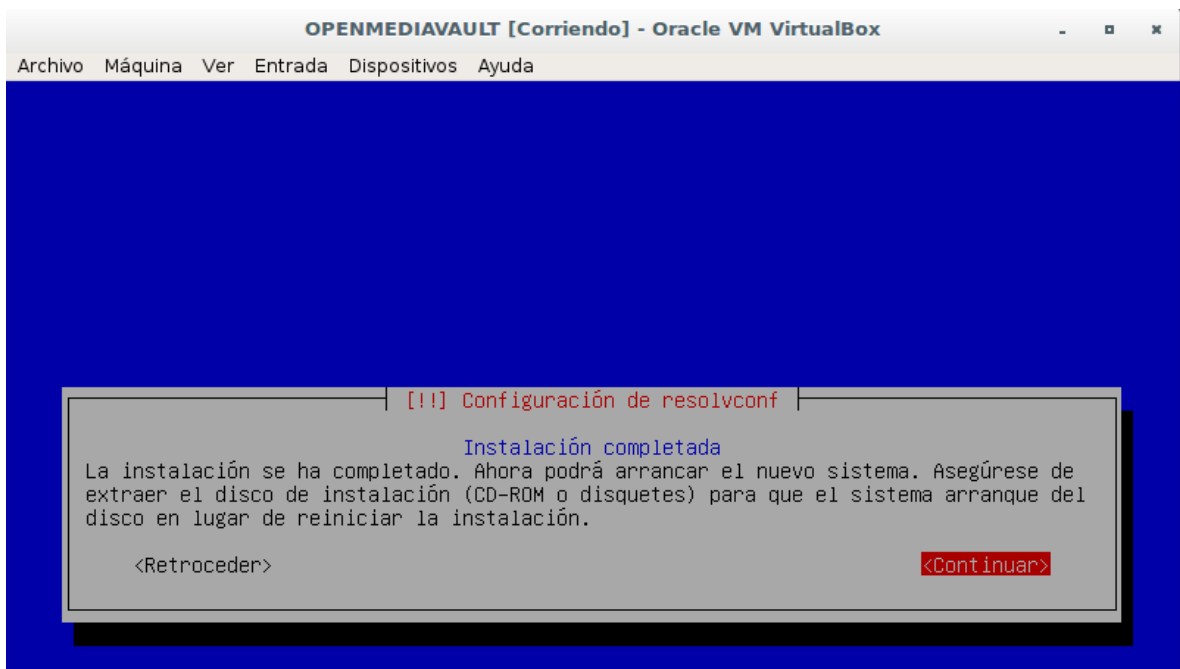 OPENMEDIAVAULT [Corriendo] - Oracle VM VirtualBox
Archivo Máquina Ver Entrada Dispositivos Ayuda
[!!] Configuración de resolvconf
Instalación completada
La instalación se ha completado. Ahora podrá arrancar el nuevo sistema. Asegúrese de
extraer el disco de instalación (CD-ROM o disquetes) para que el sistema arranque del
disco en lugar de reiniciar la instalación.
<Retroceder> <Continuar>